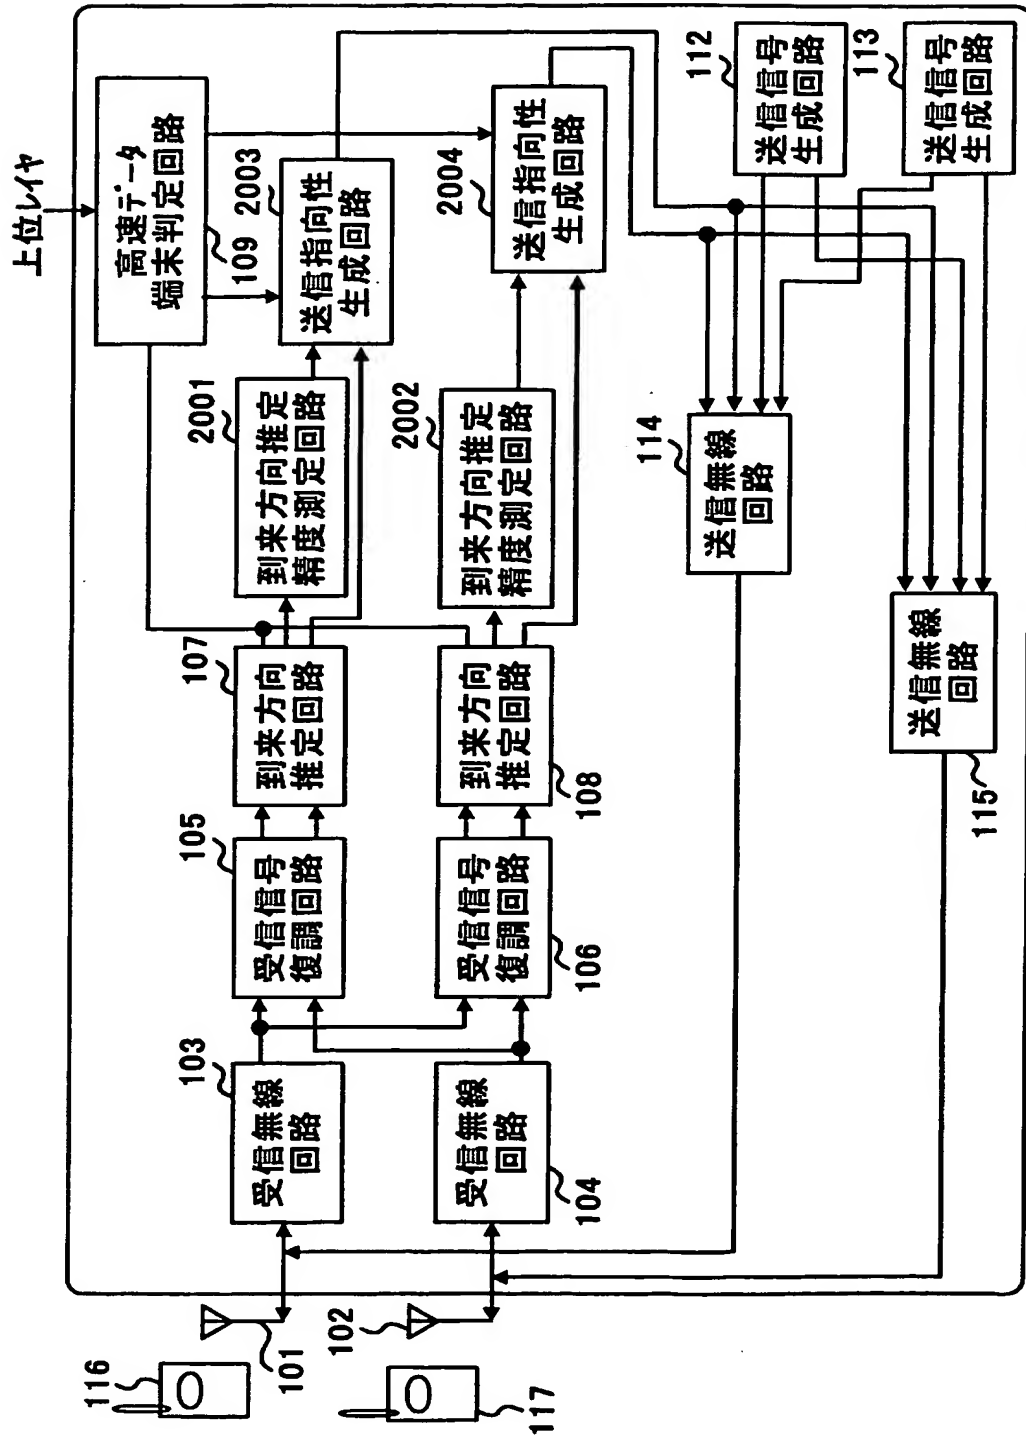 上位レイヤ
高速データ
端末判定回路
109
116
101
103
受信無線
回路
105
受信信号
復調回路
107
到来方向
推定回路
2001
到来方向推定
精度測定回路
2003
送信指向性
生成回路
117
102
104
受信無線
回路
106
受信信号
復調回路
108
到来方向
推定回路
2002
到来方向推定
精度測定回路
2004
送信指向性
生成回路
114
送信無線
回路
112
送信信号
生成回路
115
送信無線
回路
113
送信信号
生成回路